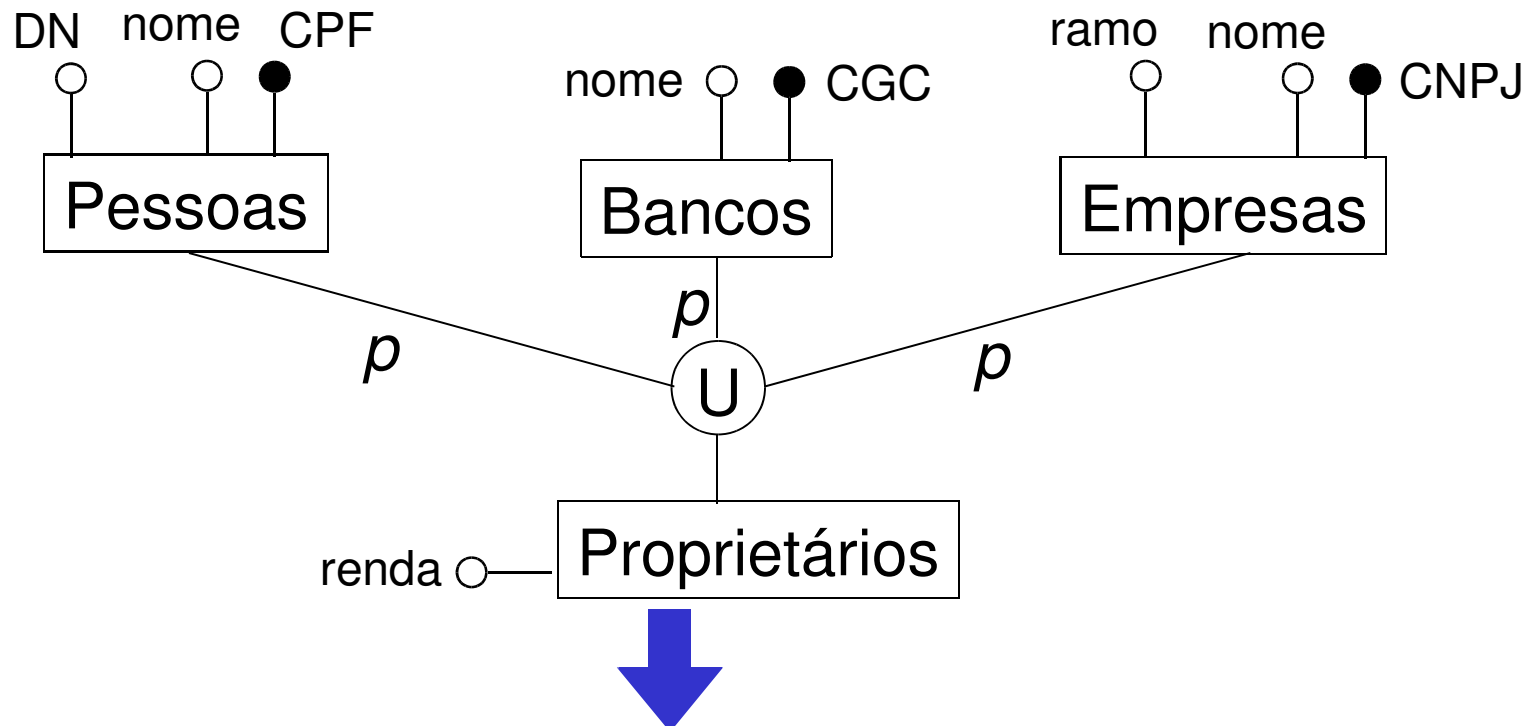 DN nome CPF
nome CGC
ramo nome CNPJ
Pessoas
Bancos
Empresas
p
p
p
U
Proprietários
renda